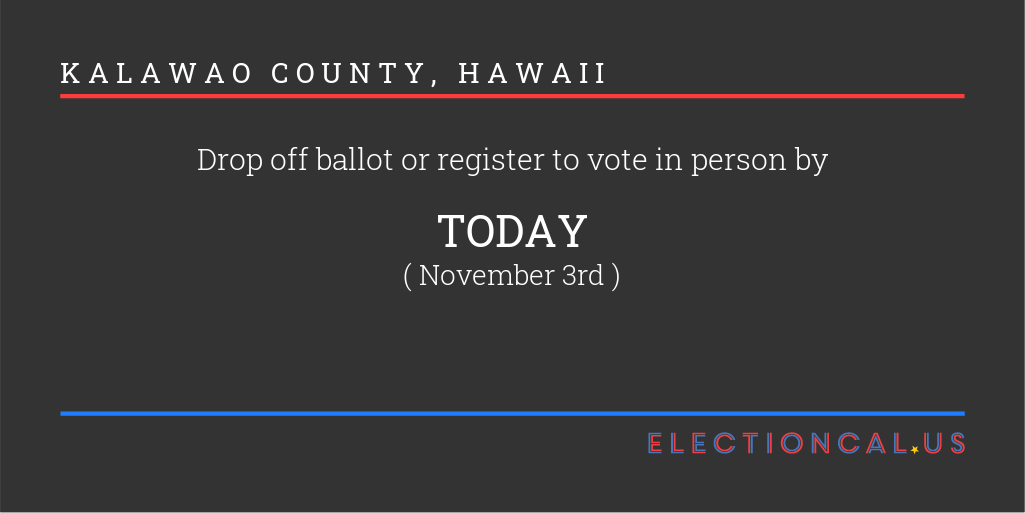 KALAWAO COUNTY, HAWAII
Drop off ballot or register to vote in person by
TODAY
( November 3rd )
ELECTIONCAL.US